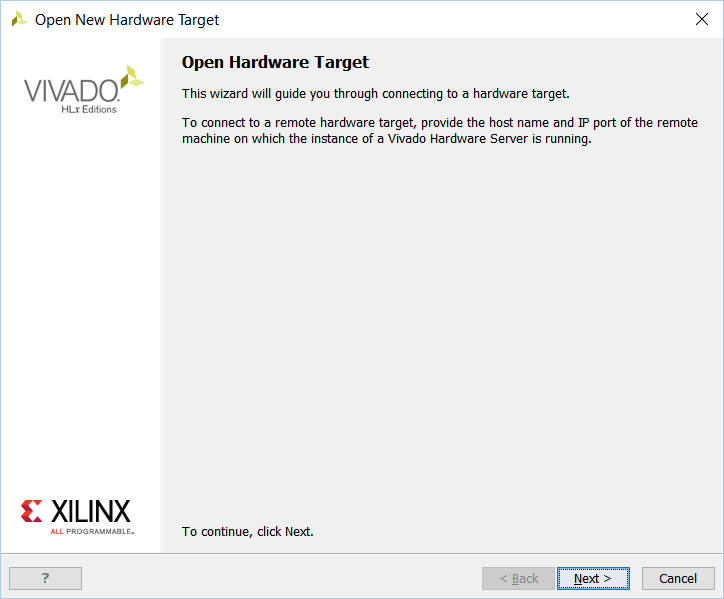 Open New Hardware Target
VIVADO.
HLx Editions
Open Hardware Target
This wizard will guide you through connecting to a hardware target.
To connect to a remote hardware target, provide the host name and IP port of the remote
machine on which the instance of a Vivado Hardware Server is running.
XILINX
ALL PROGRAMMABLE™
To continue, click Next.
?
< Back
Next >
Cancel